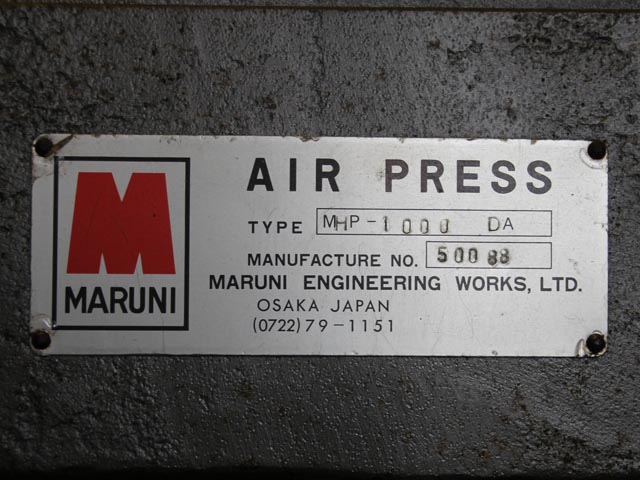 M
MARUNI
AIR PRESS
TYPE MHP-1000 DA
MANUFACTURE NO. 50088
MARUNI ENGINEERING WORKS, LTD.
OSAKA JAPAN
(0722)79-1151